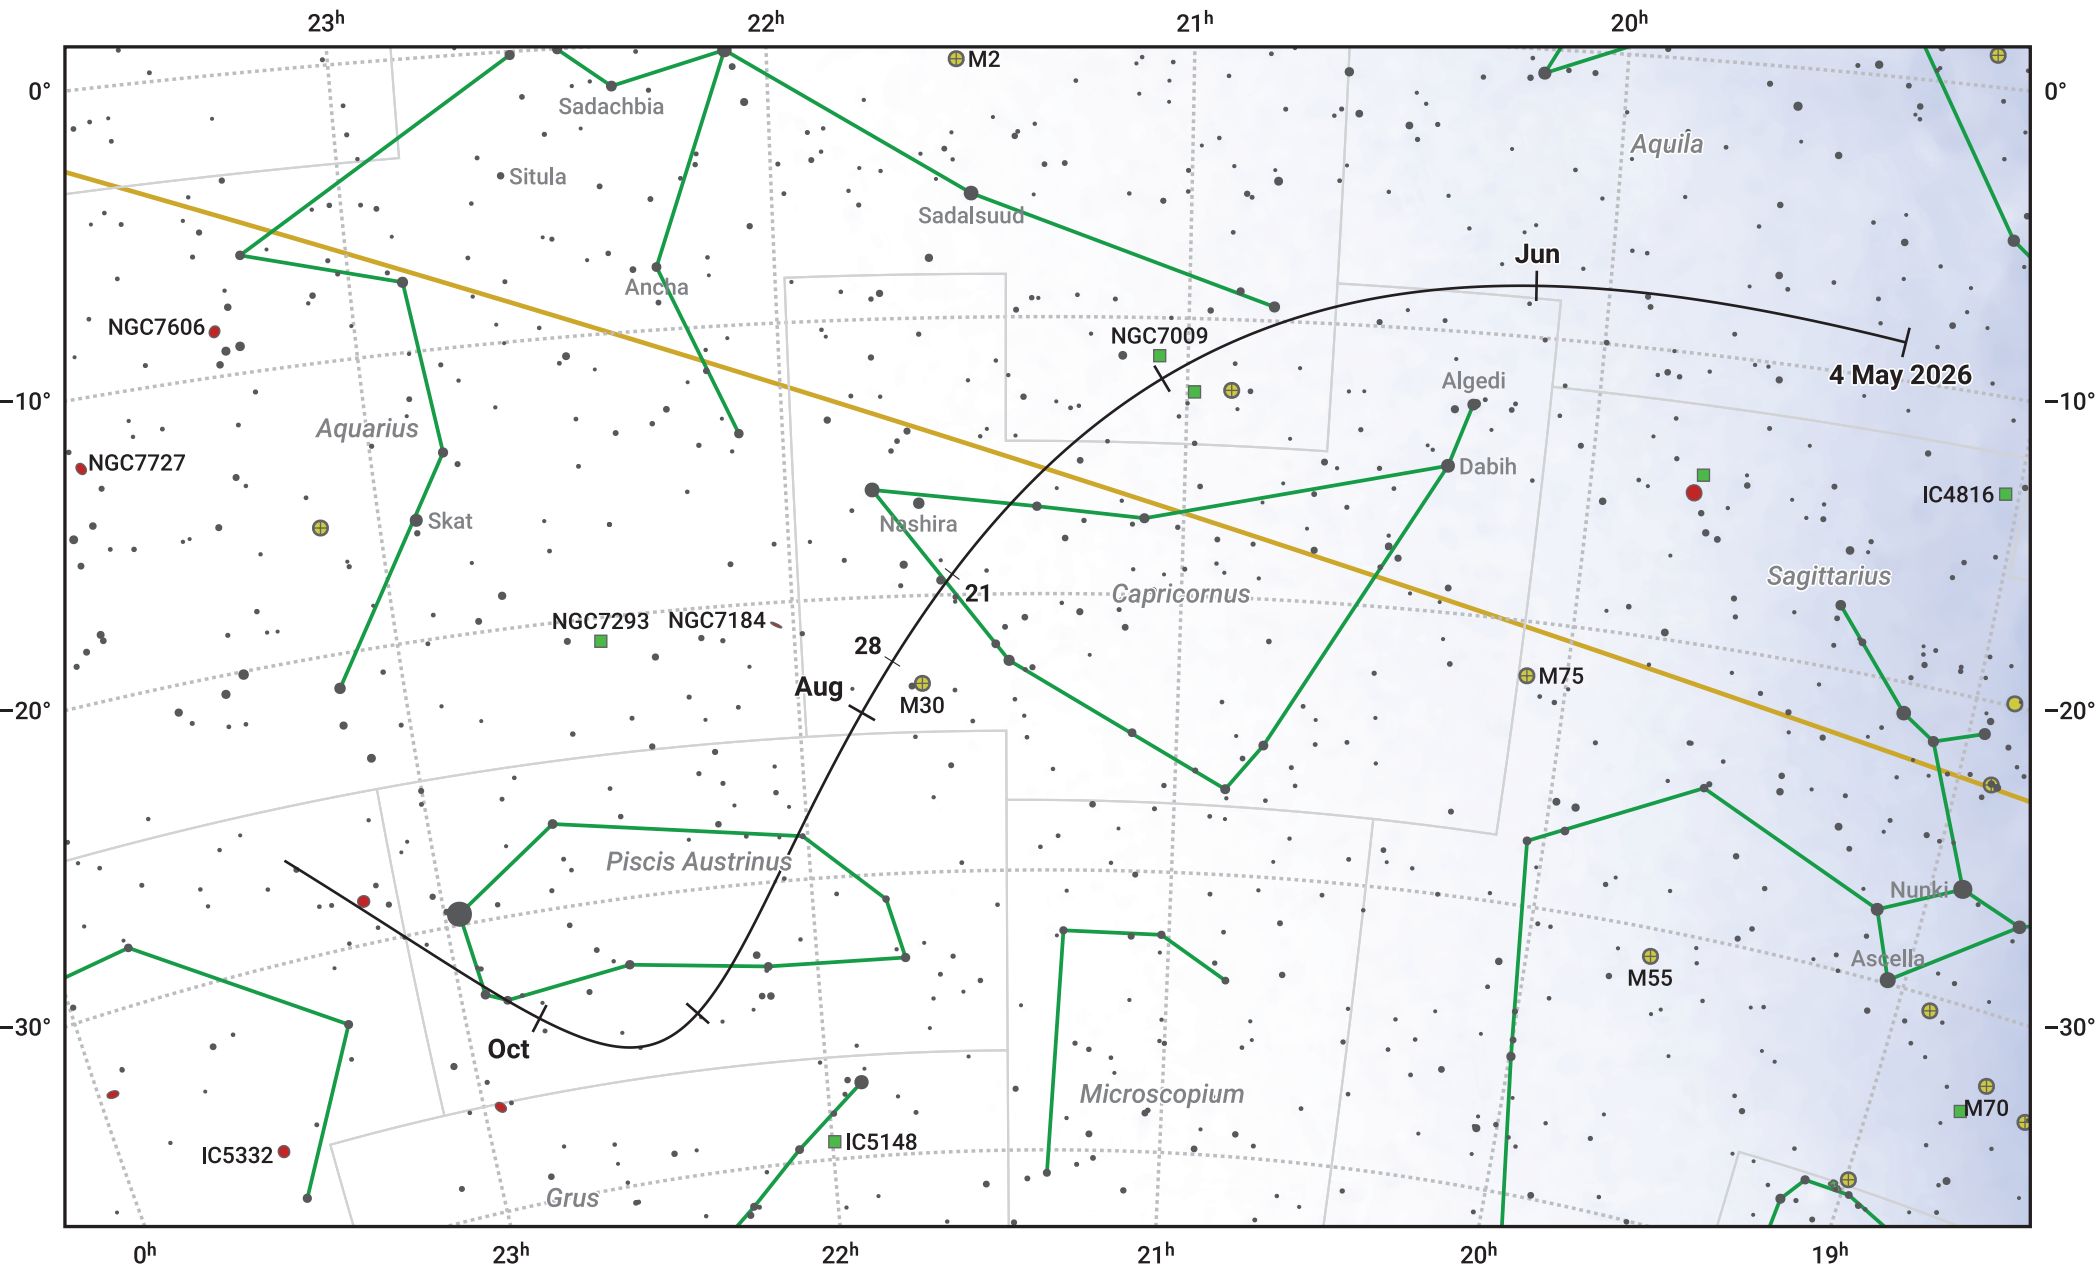 23h 22h 21h 20h
M2
0° 0°
Sadachbia
Aquila
Situla
Sadalsuud
Jun
Ancha
NGC7606
NGC7009
4 May 2026
Algedi
−10° −10°
Aquarius
NGC7727
Dabih
IC4816
Skat
Nashira
Sagittarius
21
Capricornus
NGC7293
NGC7184
28
M75
Aug
M30
−20° −20°
Piscis Austrinus
Nunki
Ascella
M55
−30° −30°
Oct
Microscopium
M70
IC5148
IC5332
Grus
0h 23h 22h 21h 20h 19h